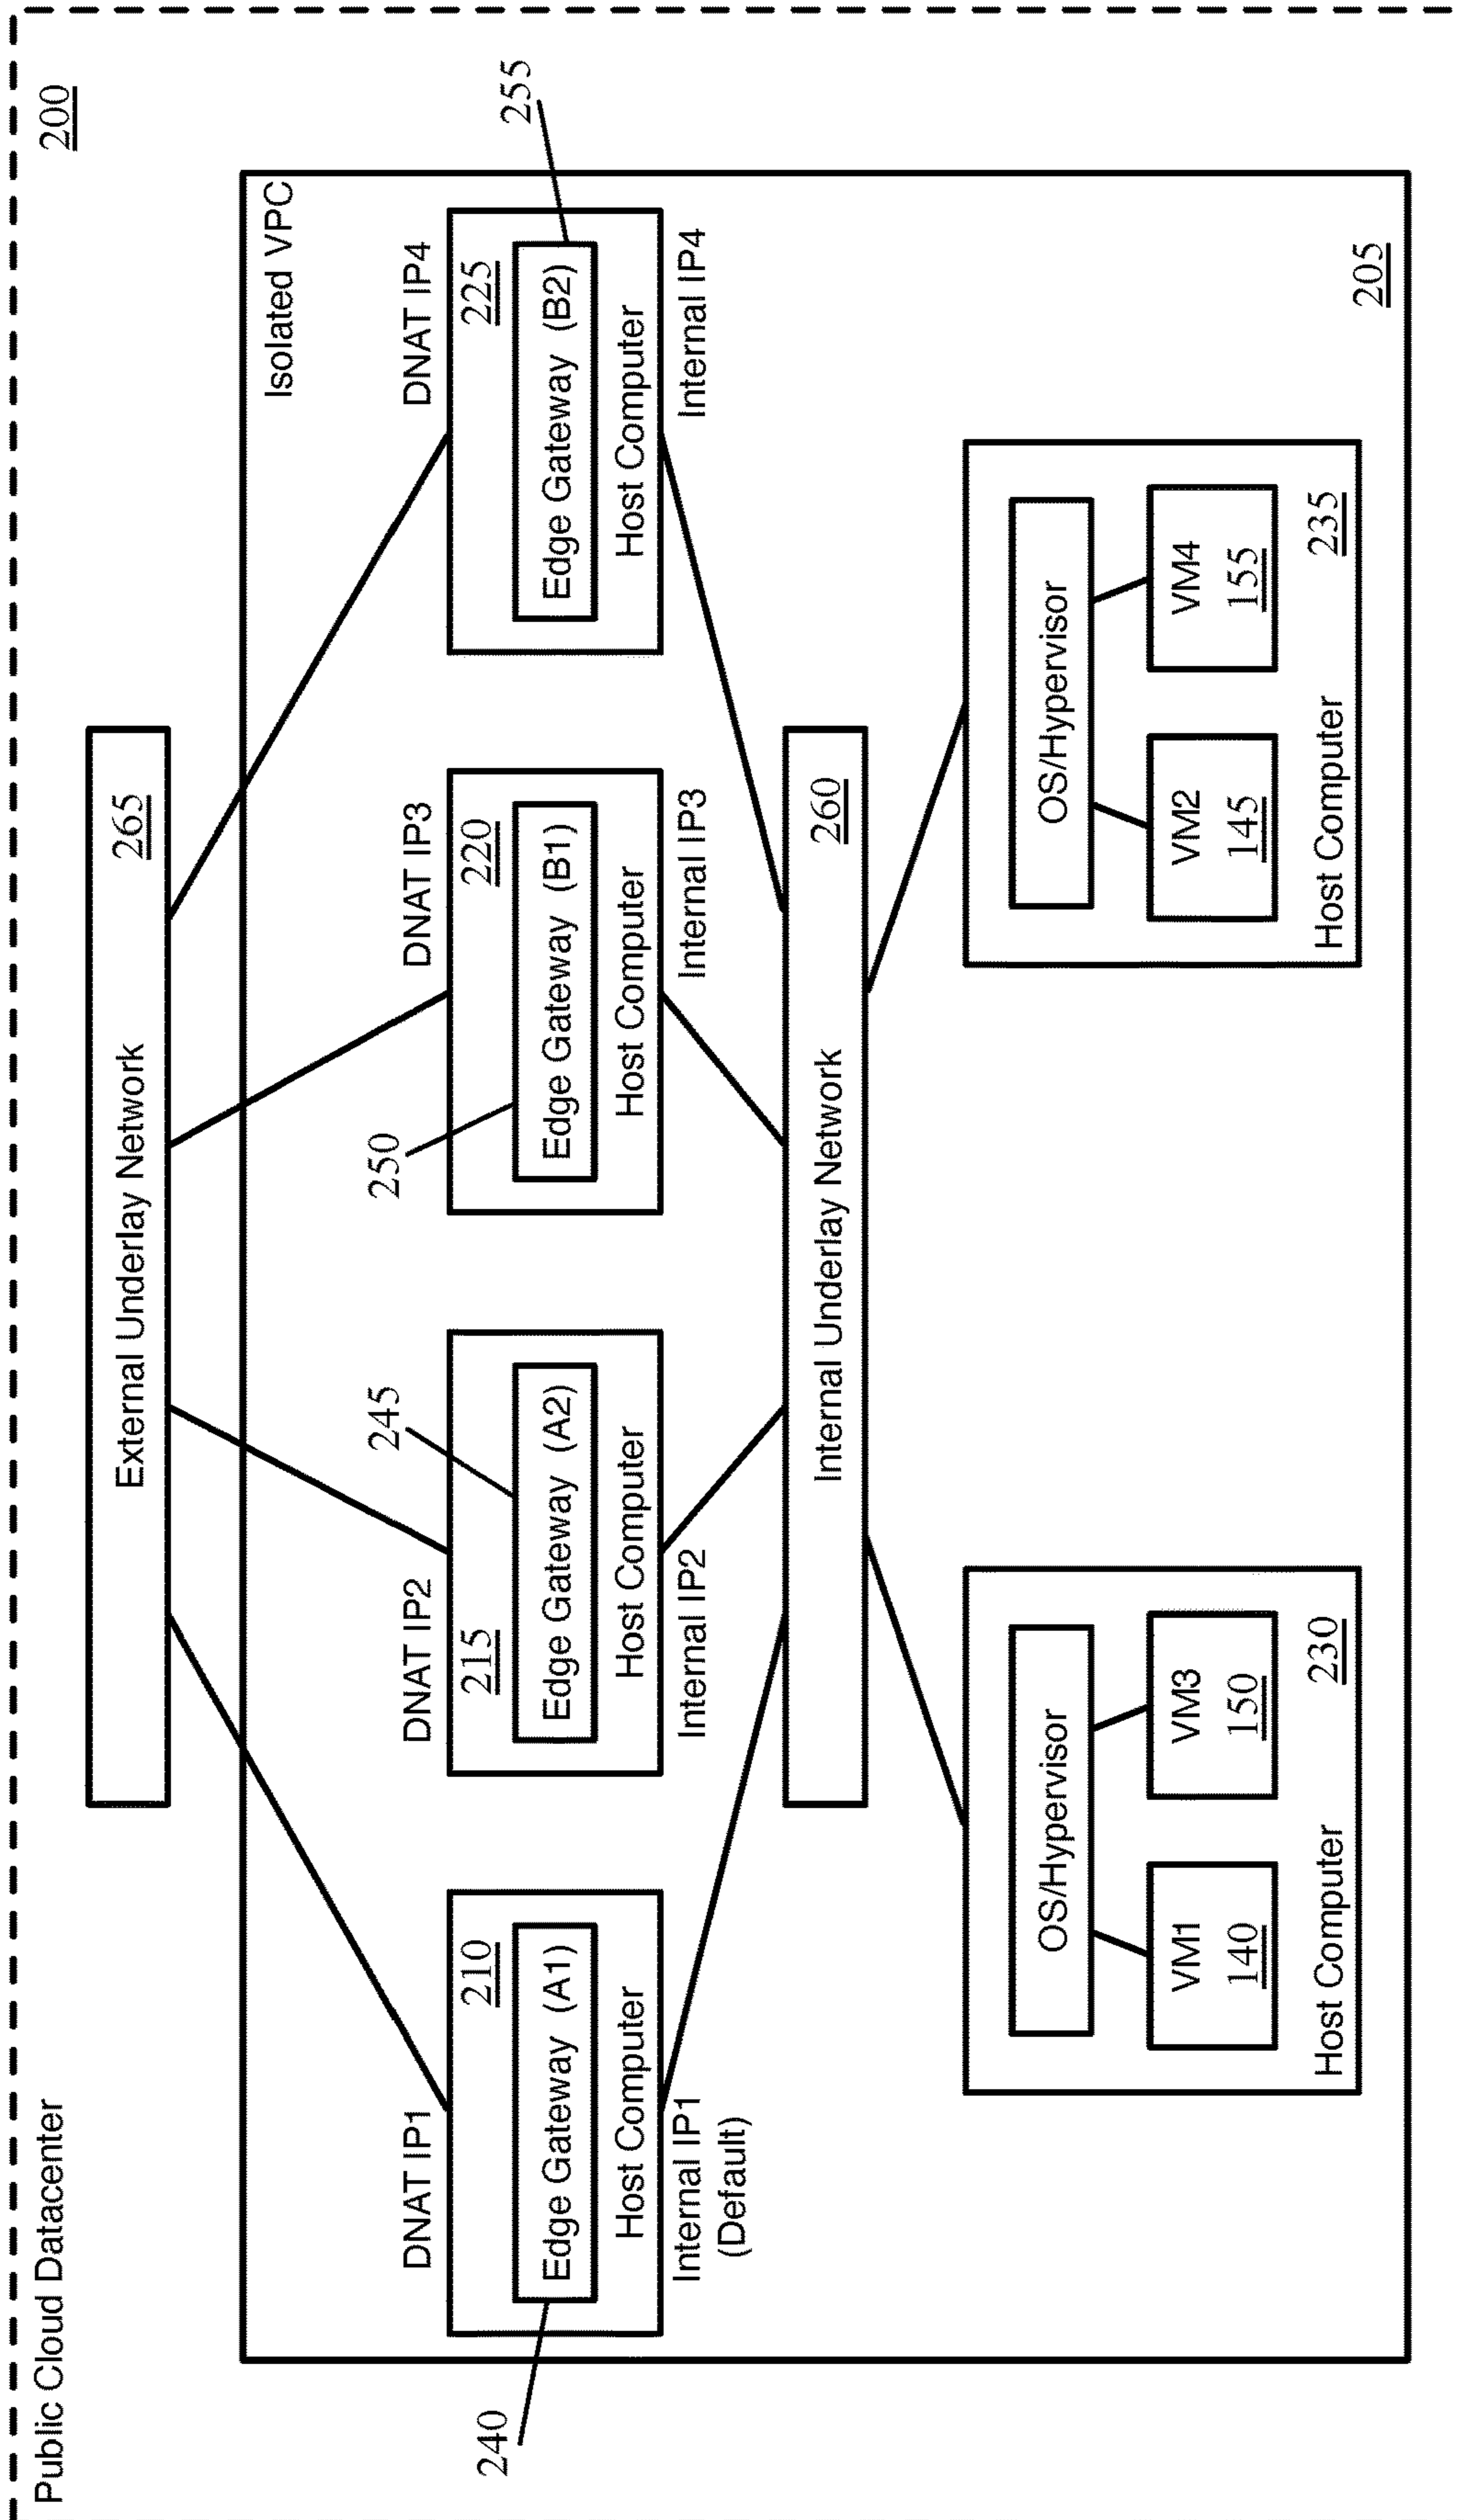 Public Cloud Datacenter
200
External Underlay Network
265
Isolated VPC
DNAT IP1
DNAT IP2
DNAT IP3
DNAT IP4
245
250
240
255
210
Edge Gateway (A1)
Host Computer
215
Edge Gateway (A2)
Host Computer
220
Edge Gateway (B1)
Host Computer
225
Edge Gateway (B2)
Host Computer
Internal IP1
(Default)
Internal IP2
Internal IP3
Internal IP4
Internal Underlay Network
260
OS/Hypervisor
VM1
140
VM3
150
Host Computer
230
OS/Hypervisor
VM2
145
VM4
155
Host Computer
235
205